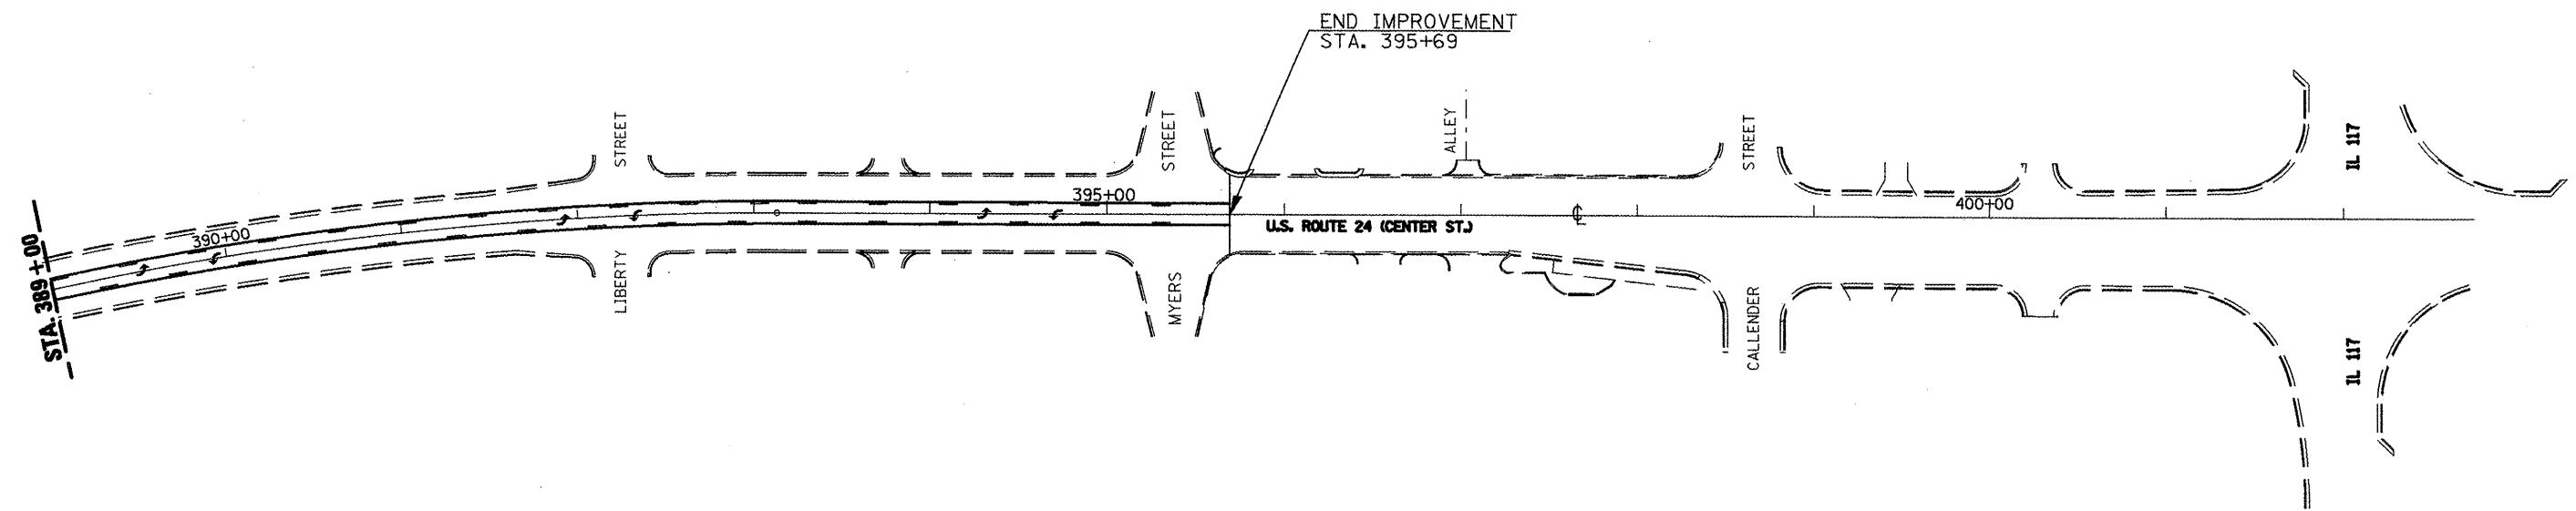 END IMPROVEMENT
STA. 395+69
STREET
STREET
ALLEY
STREET
IL 117
395+00
400+00
390+00
U.S. ROUTE 24 (CENTER ST.)
STA. 389+00
LIBERTY
MYERS
CALLENDER
IL 117
℄